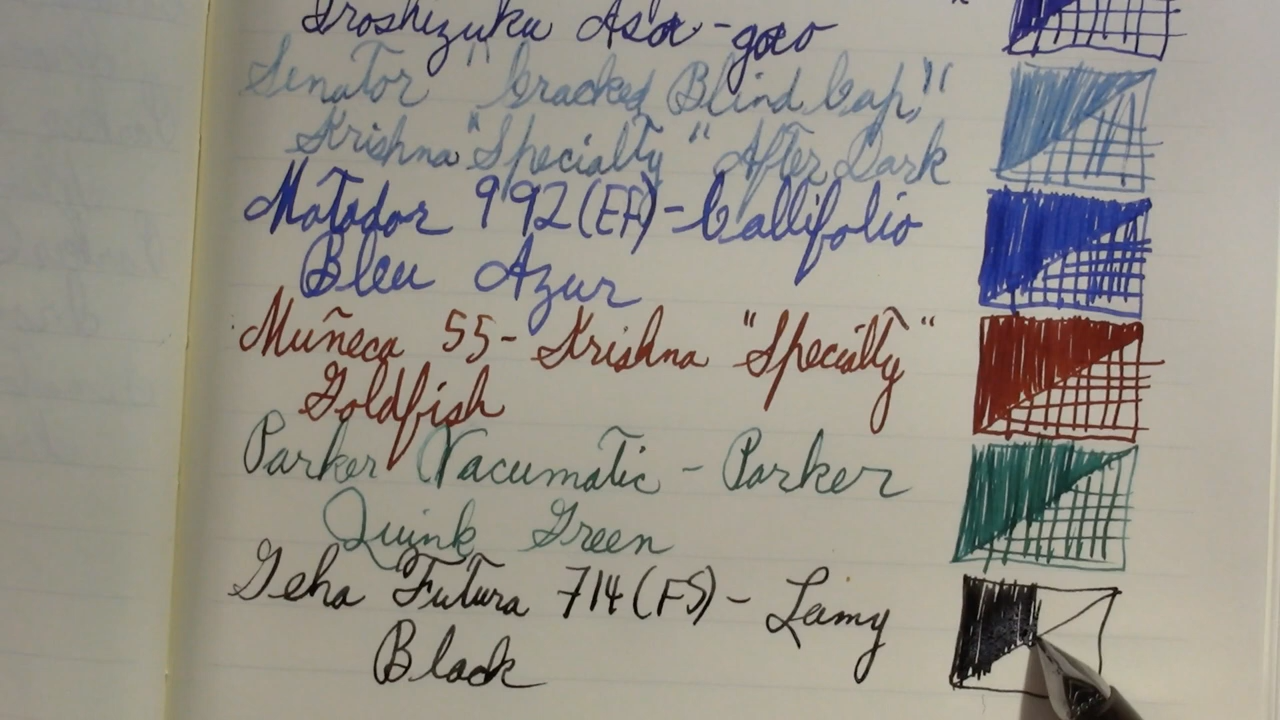 Iroshizuku Asa-gao
Senator "Cracked Blind Cap,"
Krishna "Specialty" After Dark
Matador 992 (EF) - Callifolio
Bleu Azur
Muñeca 55 - Krishna "Specialty"
Goldfish
Parker Vacumatic - Parker
Quink Green
Geha Futura 714 (FS) - Lamy
Black